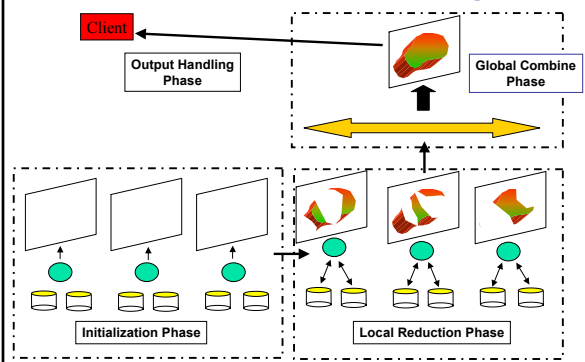 Client
Output Handling
Phase
Global Combine
Phase
Initialization Phase
Local Reduction Phase